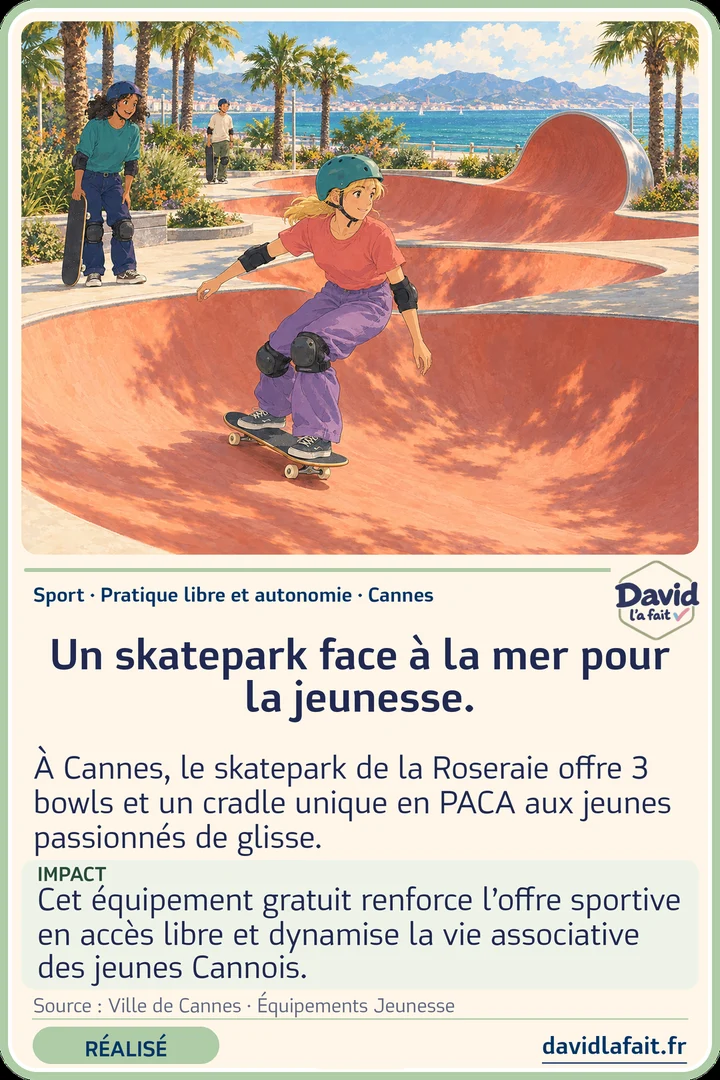 Sport · Pratique libre et autonomie · Cannes
David
l'a fait
Un skatepark face à la mer pour
la jeunesse.
À Cannes, le skatepark de la Roseraie offre 3
bowls et un cradle unique en PACA aux jeunes
passionnés de glisse.
IMPACT
Cet équipement gratuit renforce l'offre sportive
en accès libre et dynamise la vie associative
des jeunes Cannois.
Source : Ville de Cannes · Équipements Jeunesse
RÉALISÉ
davidlafait.fr